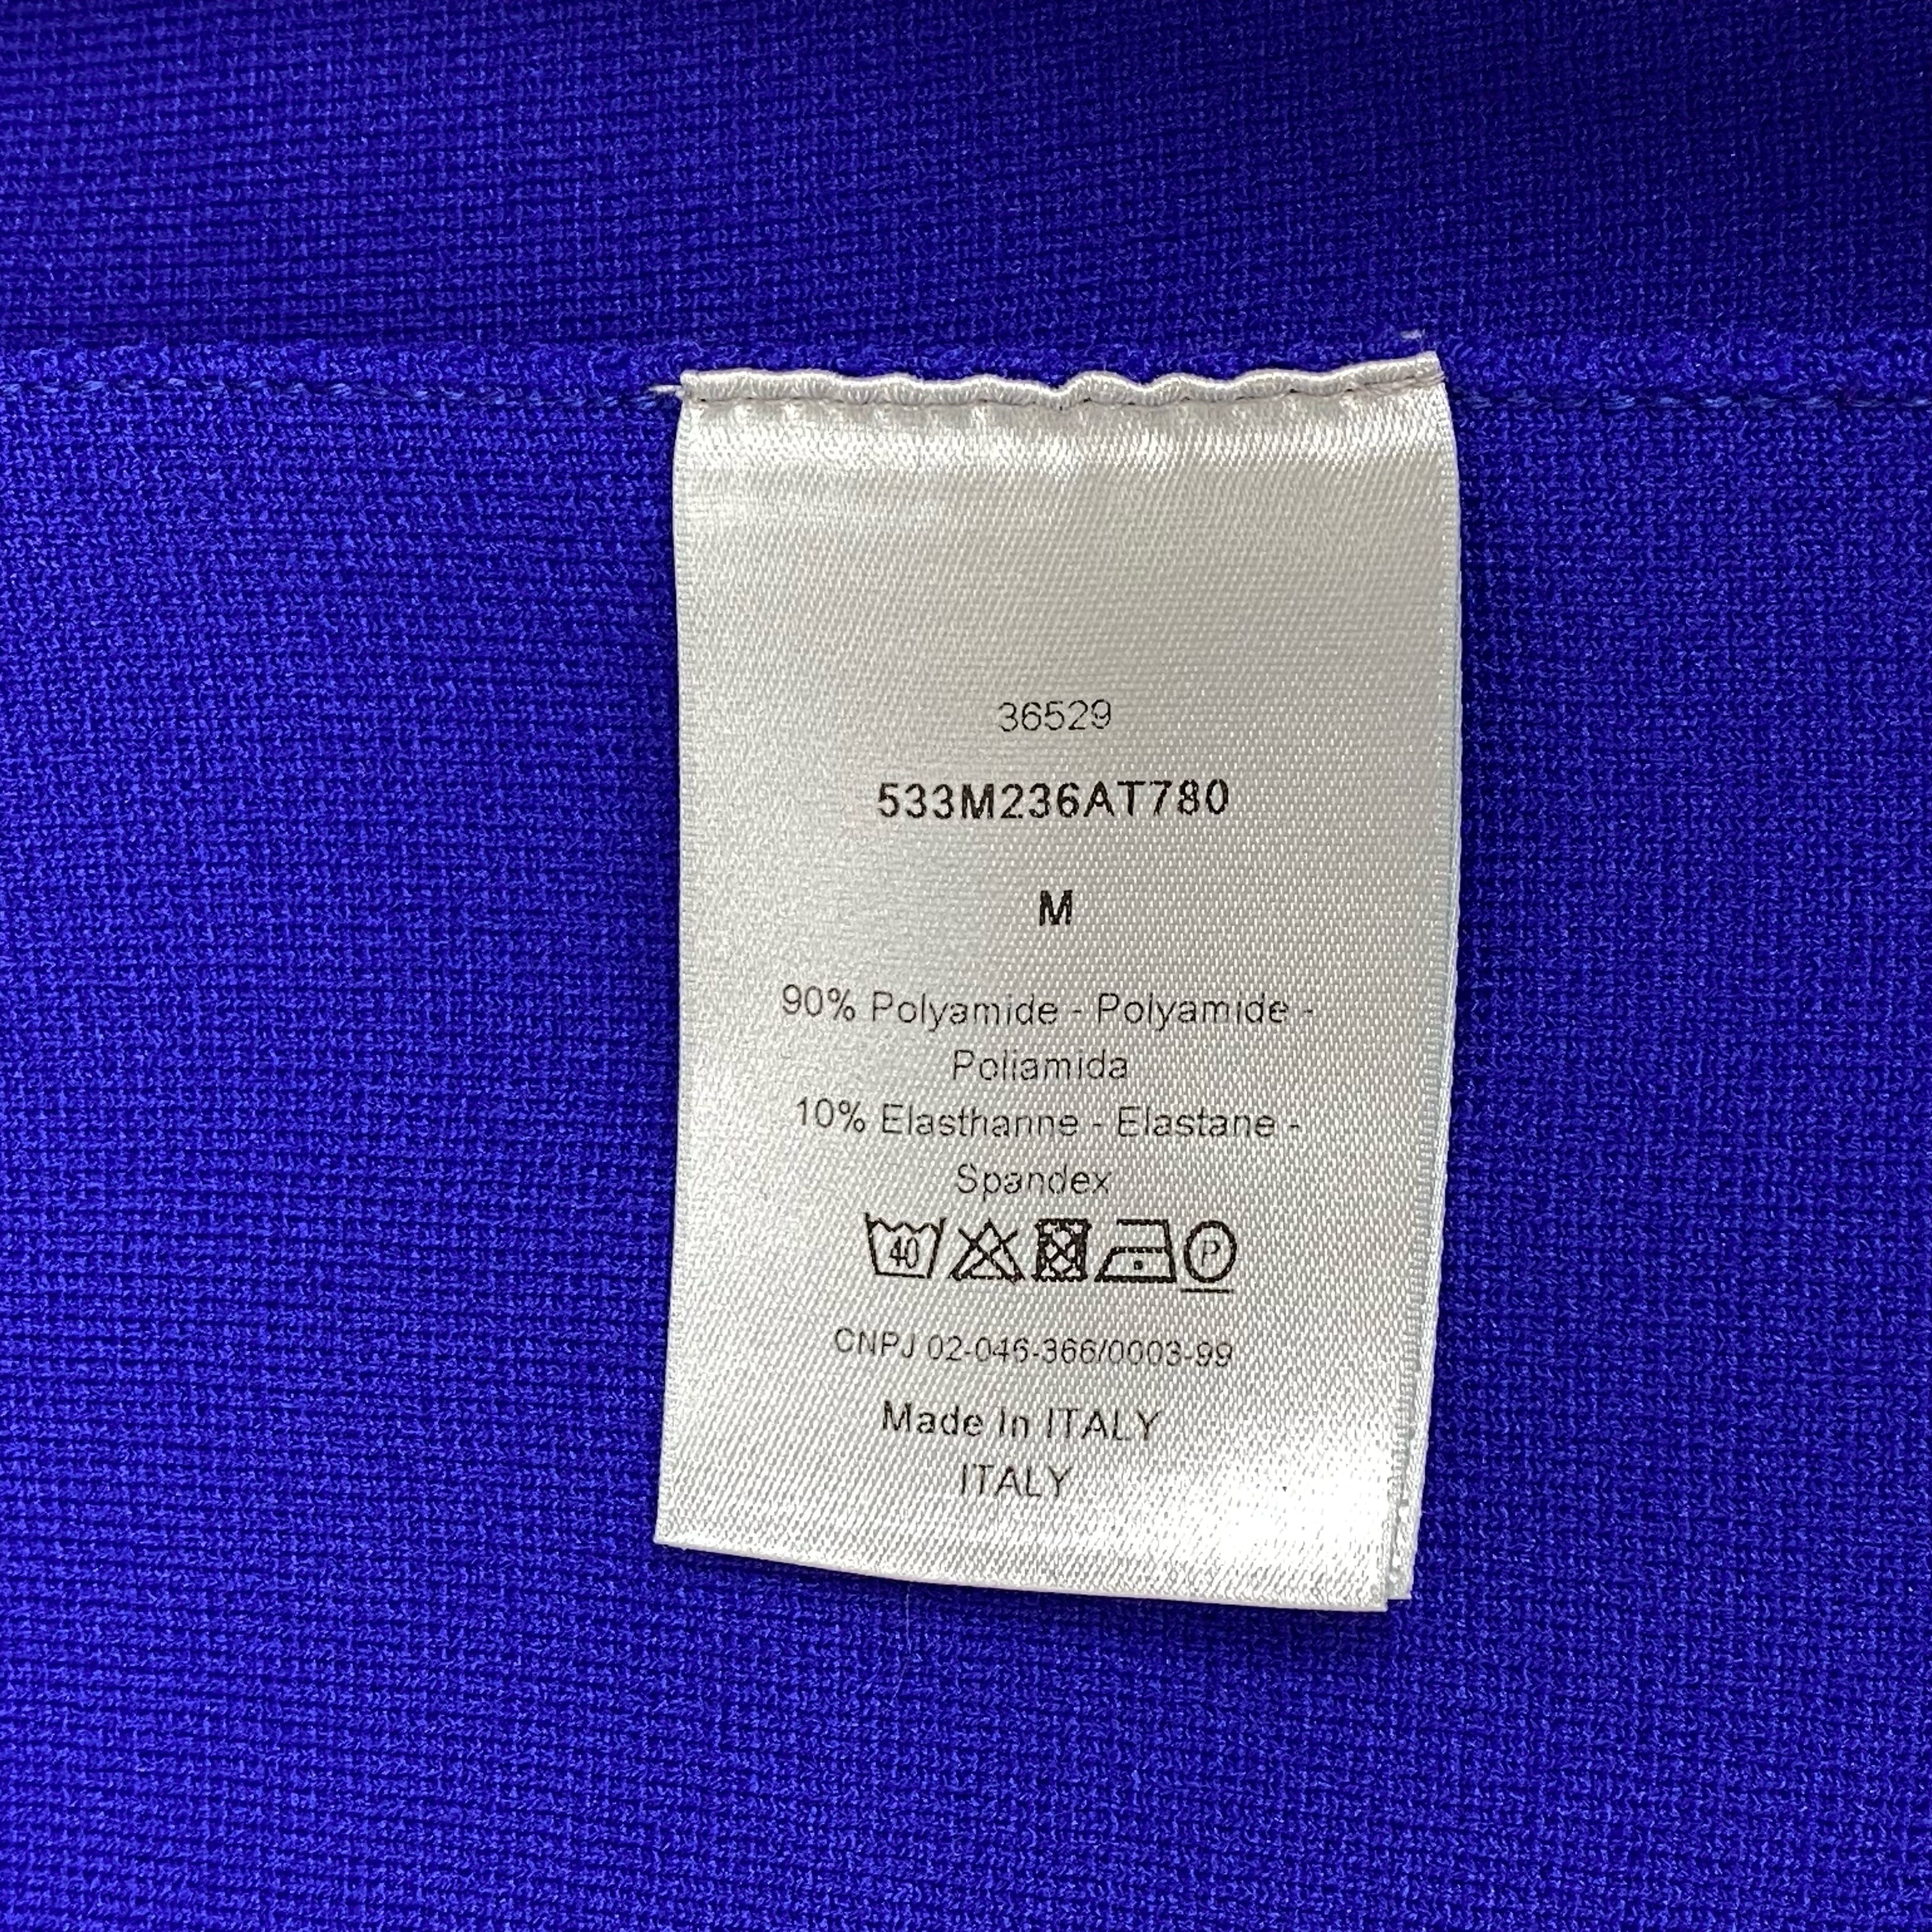 36529
533M236AT780
M
90% Polyamide - Polyamide -
Poliamida
10% Elasthanne - Elastane -
Spandex
40 P
CNPJ 02-046-366/0003-99
Made In ITALY
ITALY